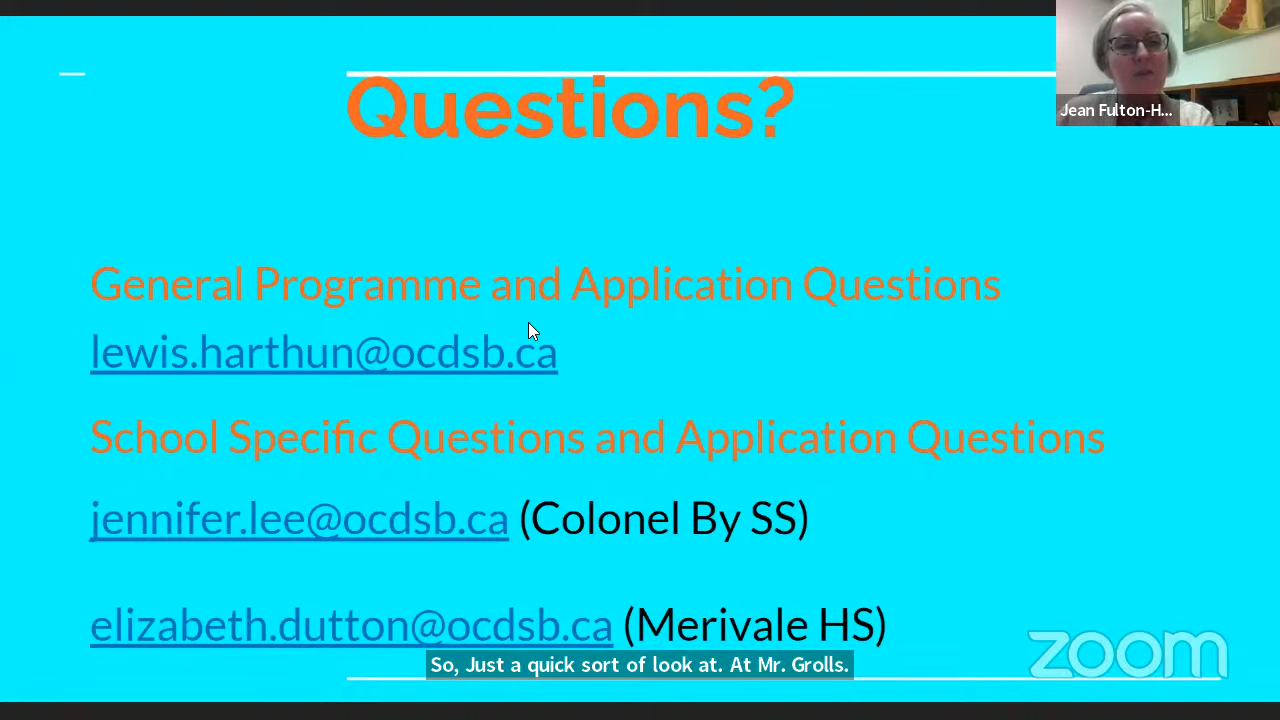 Questions?
Jean Fulton-H...
General Programme and Application Questions
lewis.harthun@ocdsb.ca
School Specific Questions and Application Questions
jennifer.lee@ocdsb.ca (Colonel By SS)
elizabeth.dutton@ocdsb.ca (Merivale HS)
So, Just a quick sort of look at. At Mr. Grolls.
zoom